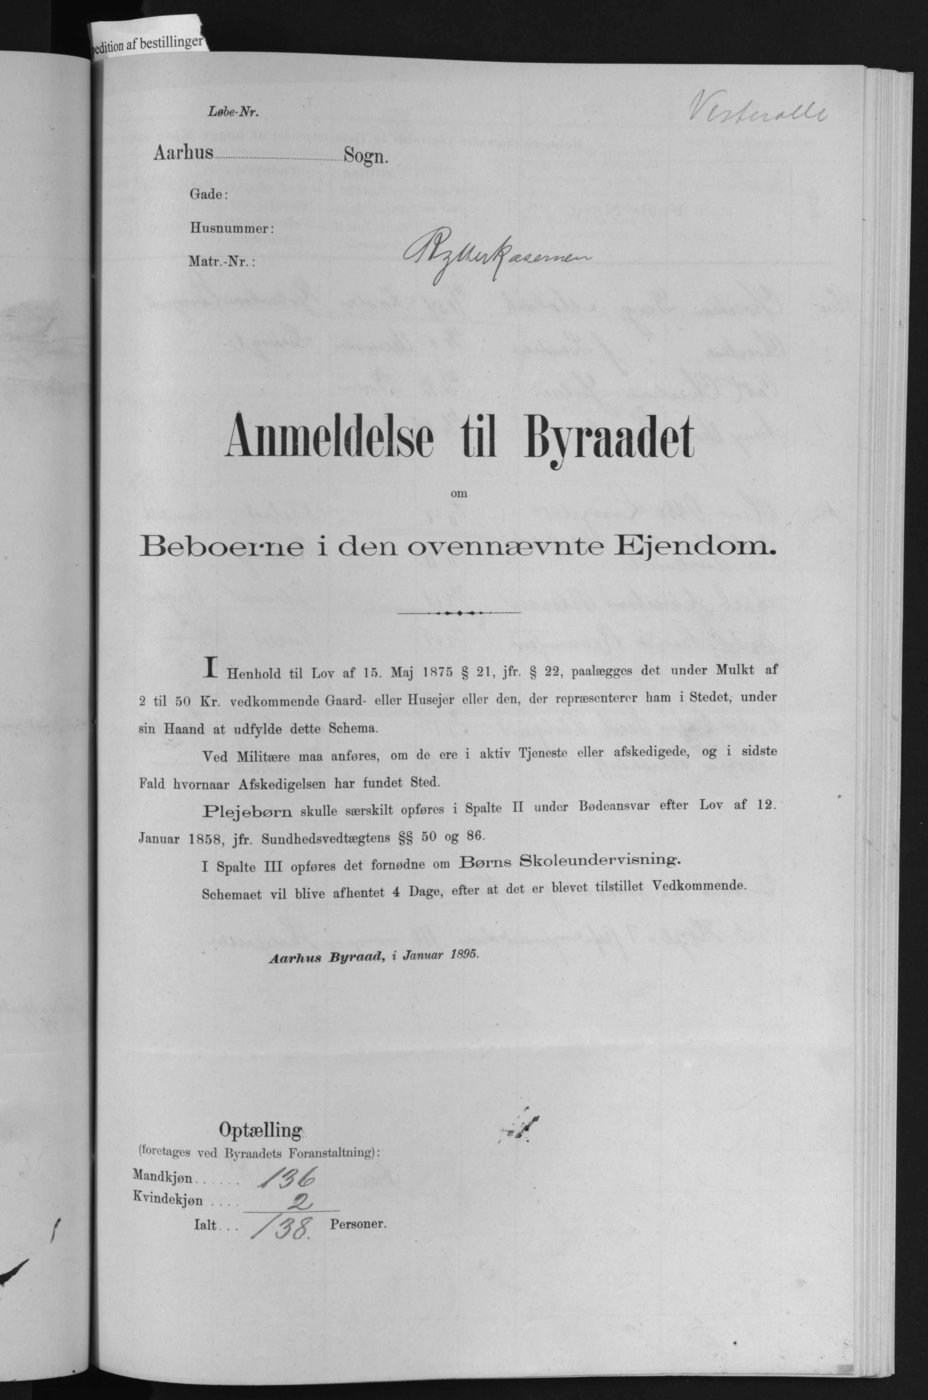 edition af bestillinger
Vesteralle
Løbe-Nr.
Aarhus Sogn.
Gade:
Husnummer:
Matr.-Nr.: Rytterkasernen
Anmeldelse til Byraadet
om
Beboerne i den ovennævnte Ejendom.
I Henhold til Lov af 15. Maj 1875 § 21, jfr. § 22, paalægges det under Mulkt af
2 til 50 Kr. vedkommende Gaard- eller Husejer eller den, der repræsenterer ham i Stedet, under
sin Haand at udfylde dette Schema.
Ved Militære maa anføres, om de ere i aktiv Tjeneste eller afskedigede, og i sidste
Fald hvornaar Afskedigelsen har fundet Sted.
Plejebørn skulle særskilt opføres i Spalte II under Bødeansvar efter Lov af 12.
Januar 1858, jfr. Sundhedsvedtægtens §§ 50 og 86.
I Spalte III opføres det fornødne om Børns Skoleundervisning.
Schemaet vil blive afhentet 4 Dage, efter at det er blevet tilstillet Vedkommende.
Aarhus Byraad, i Januar 1895.
Optælling
(foretages ved Byraadets Foranstaltning):
Mandkjøn...... 136
Kvindekjøn .... 2
Ialt... 138. Personer.